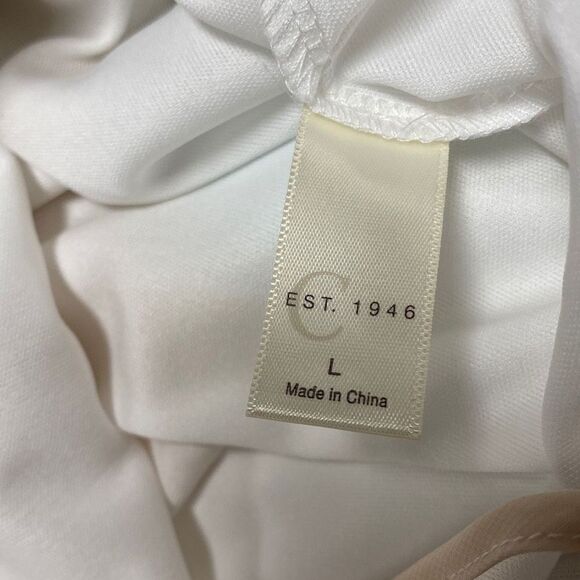 C
EST. 1946
L
Made in China